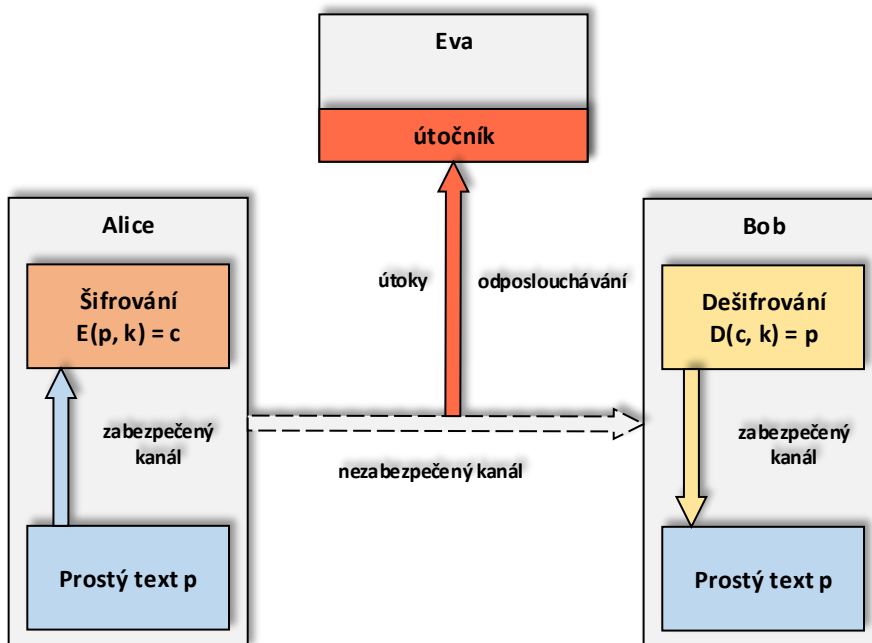 Eva
útočník
Alice
Šifrování
E(p, k) = c
zabezpečený
kanál
Prostý text p
útoky
odposlouchávání
nezabezpečený kanál
Bob
Dešifrování
D(c, k) = p
zabezpečený
kanál
Prostý text p